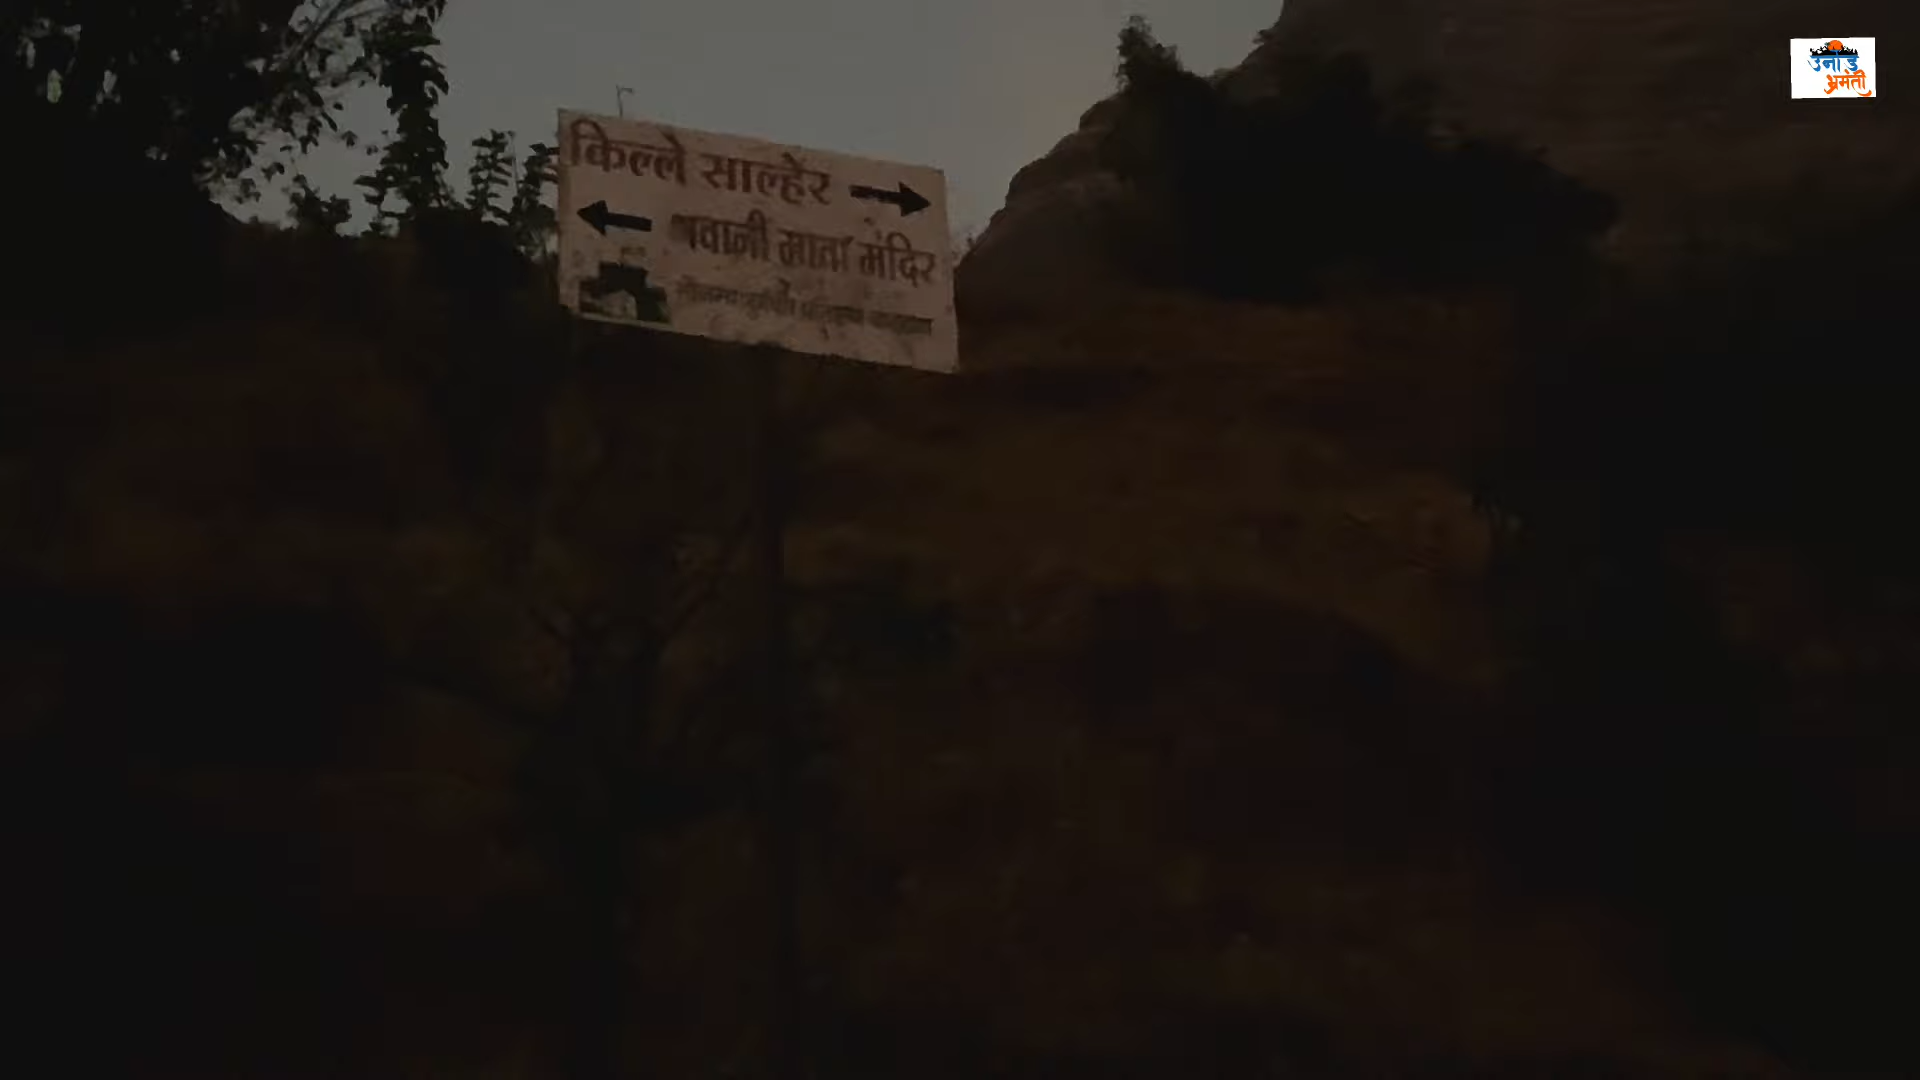 किल्ले साल्हेर
भवानी माता मंदिर
उनाड
भ्रमंती